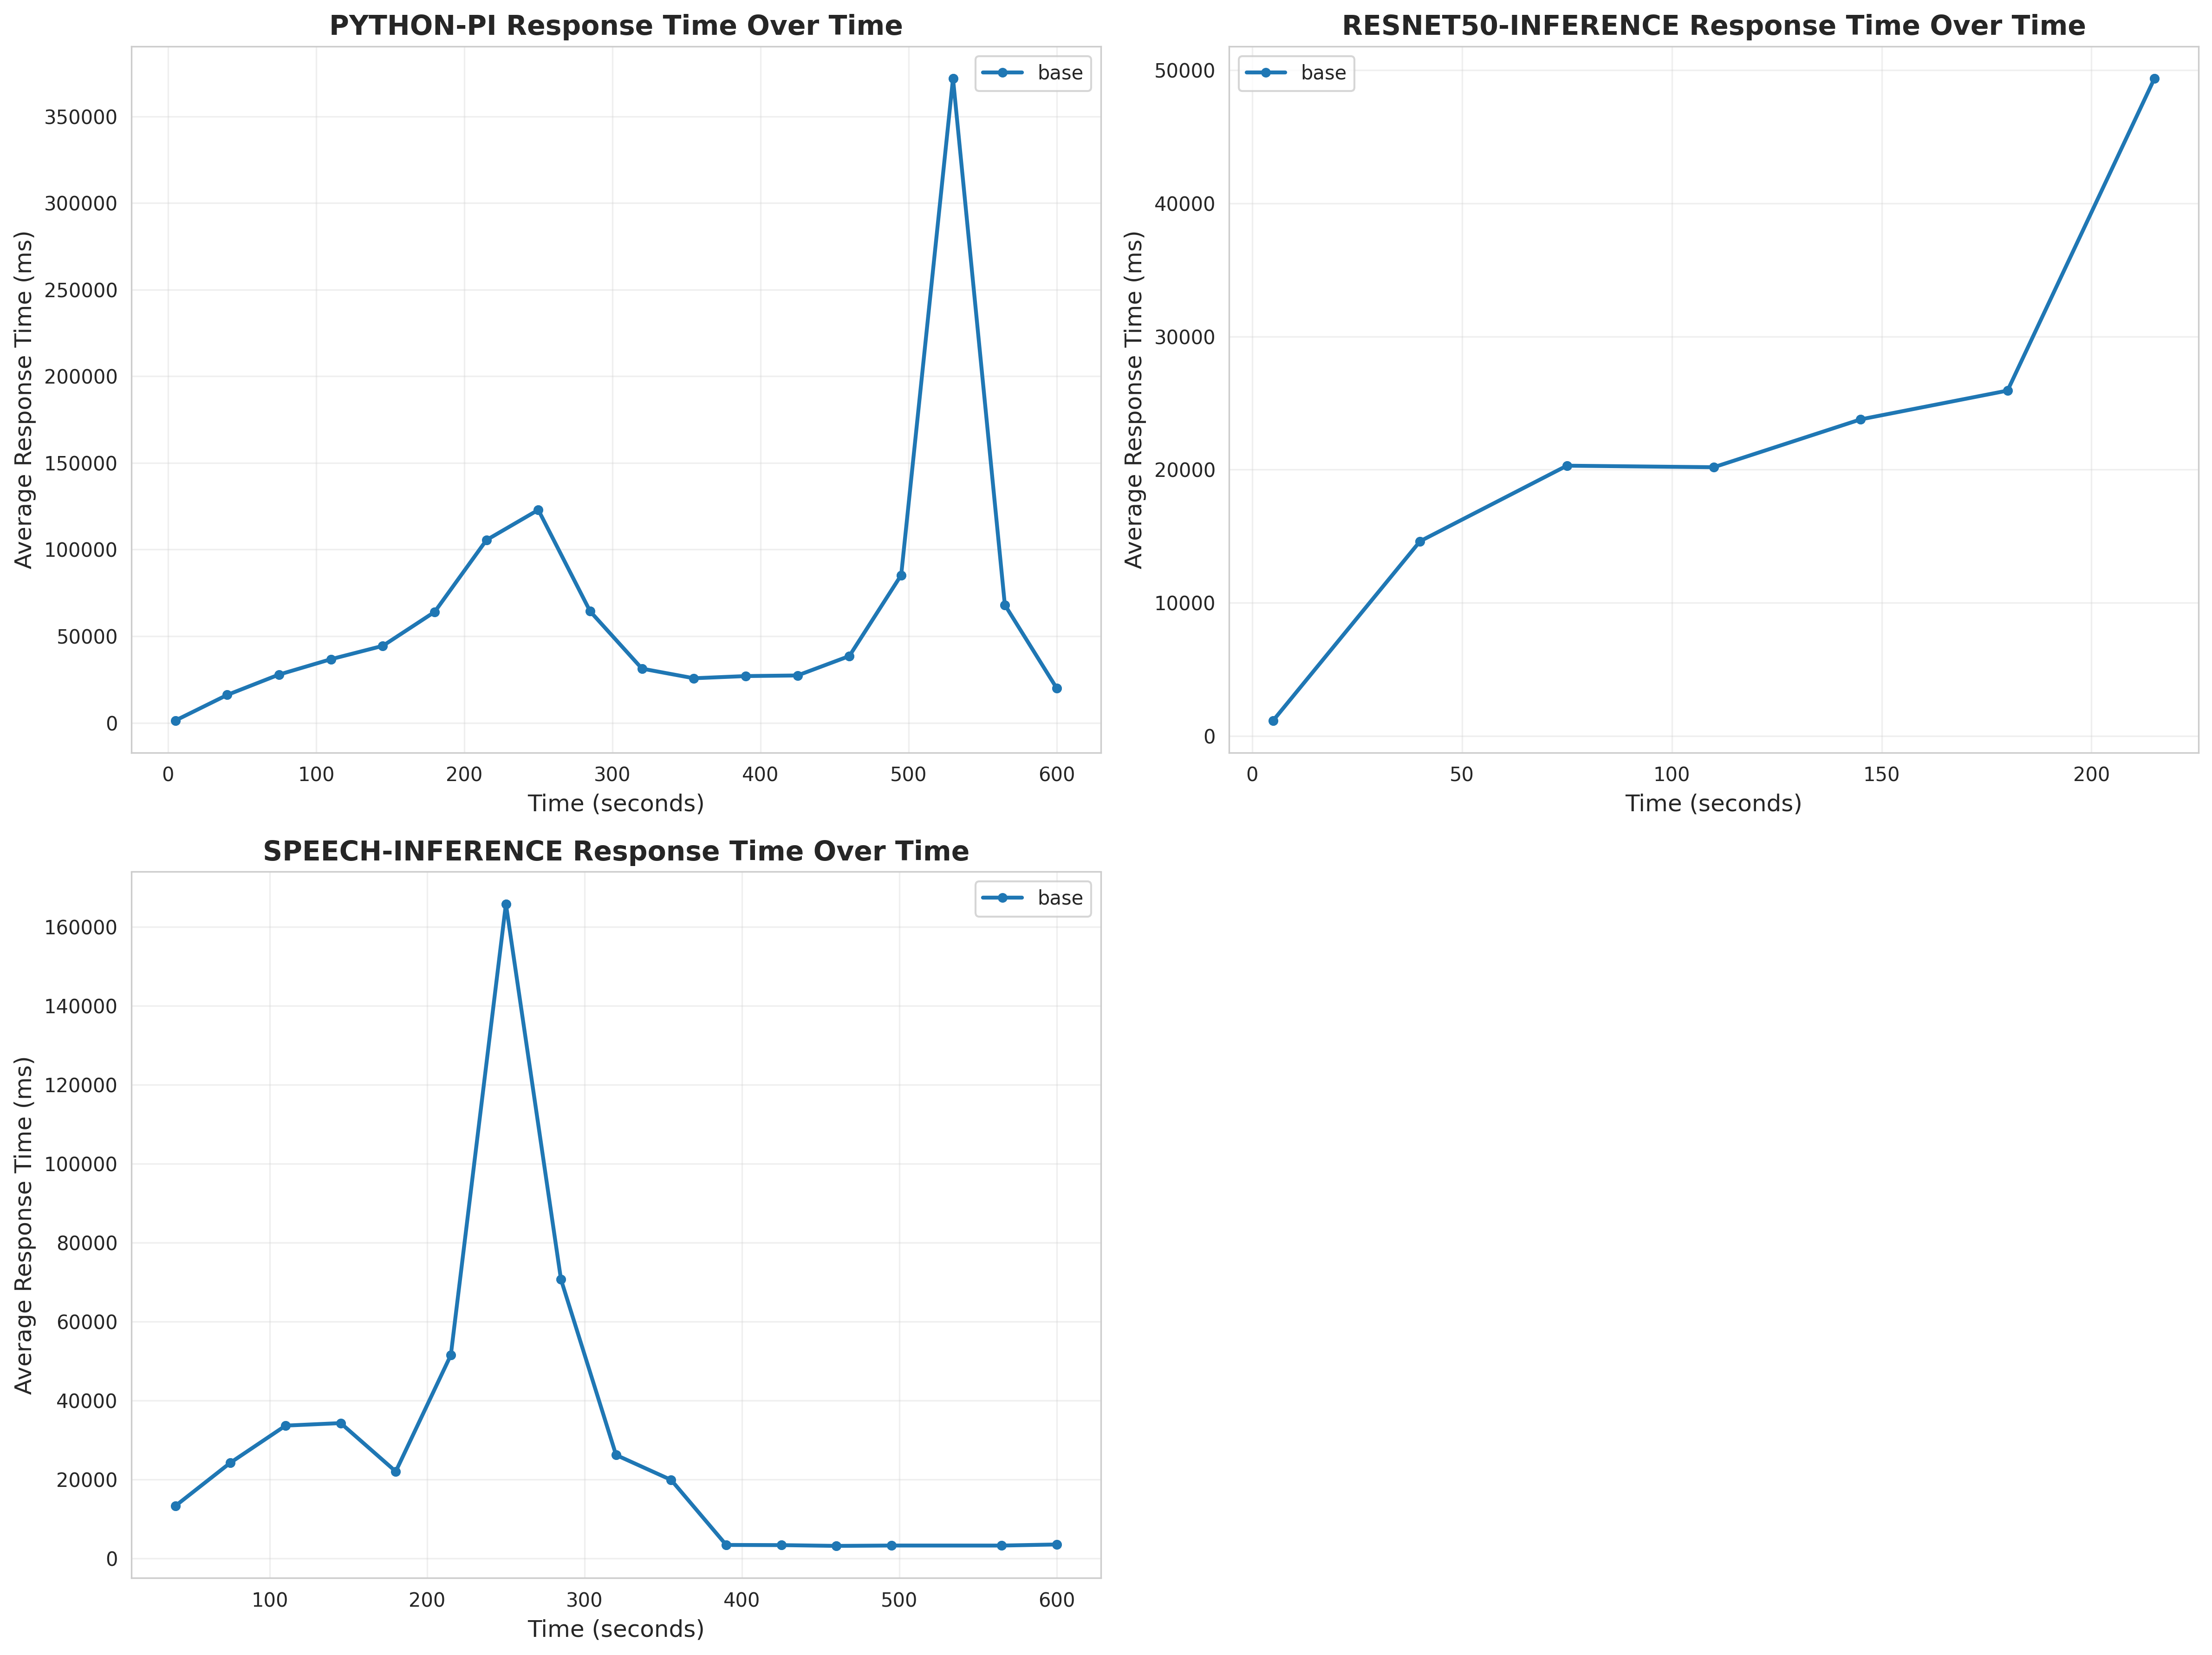 PYTHON-PI Response Time Over Time
base
Average Response Time (ms)
350000
300000
250000
200000
150000
100000
50000
0
0 100 200 300 400 500 600
Time (seconds)
RESNET50-INFERENCE Response Time Over Time
base
Average Response Time (ms)
50000
40000
30000
20000
10000
0
0 50 100 150 200
Time (seconds)
SPEECH-INFERENCE Response Time Over Time
base
Average Response Time (ms)
160000
140000
120000
100000
80000
60000
40000
20000
0
100 200 300 400 500 600
Time (seconds)